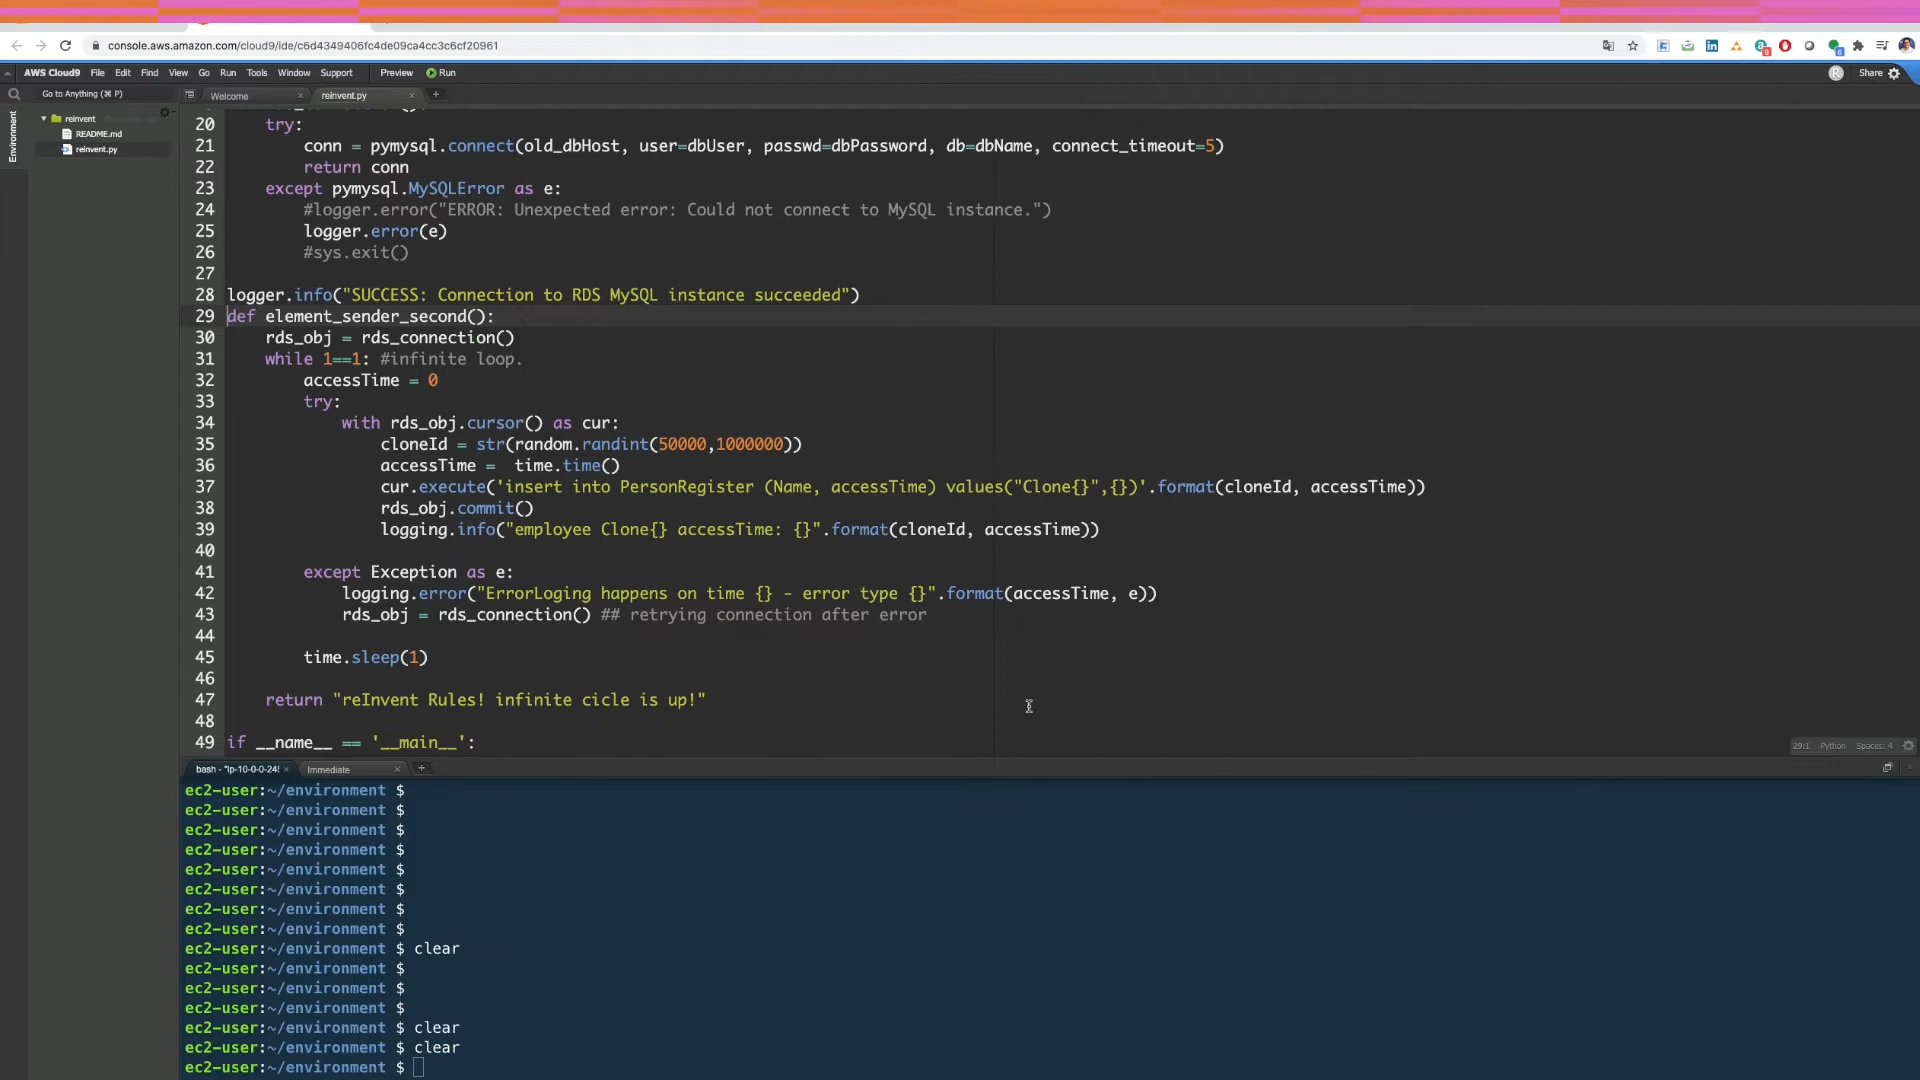 console.aws.amazon.com/cloud9/ide/c6d4349406fc4de09ca4cc3c6cf20961
AWS Cloud9 File Edit Find View Go Run Tools Window Support Preview Run R Share
Go to Anything (⌘ P) Welcome reinvent.py
Environment
reinvent
README.md
reinvent.py
20 try:
21 conn = pymysql.connect(old_dbHost, user=dbUser, passwd=dbPassword, db=dbName, connect_timeout=5)
22 return conn
23 except pymysql.MySQLError as e:
24 #logger.error("ERROR: Unexpected error: Could not connect to MySQL instance.")
25 logger.error(e)
26 #sys.exit()
27
28 logger.info("SUCCESS: Connection to RDS MySQL instance succeeded")
29 def element_sender_second():
30 rds_obj = rds_connection()
31 while 1==1: #infinite loop.
32 accessTime = 0
33 try:
34 with rds_obj.cursor() as cur:
35 cloneId = str(random.randint(50000,1000000))
36 accessTime =  time.time()
37 cur.execute('insert into PersonRegister (Name, accessTime) values("Clone{}",{})'.format(cloneId, accessTime))
38 rds_obj.commit()
39 logging.info("employee Clone{} accessTime: {}".format(cloneId, accessTime))
40
41 except Exception as e:
42 logging.error("ErrorLoging happens on time {} - error type {}".format(accessTime, e))
43 rds_obj = rds_connection() ## retrying connection after error
44
45 time.sleep(1)
46
47 return "reInvent Rules! infinite cicle is up!"
48
49 if __name__ == '__main__':
29:1 Python Spaces: 4
bash - "ip-10-0-0-24! Immediate
ec2-user:~/environment $
ec2-user:~/environment $
ec2-user:~/environment $
ec2-user:~/environment $
ec2-user:~/environment $
ec2-user:~/environment $
ec2-user:~/environment $
ec2-user:~/environment $
ec2-user:~/environment $ clear
ec2-user:~/environment $
ec2-user:~/environment $
ec2-user:~/environment $
ec2-user:~/environment $ clear
ec2-user:~/environment $ clear
ec2-user:~/environment $